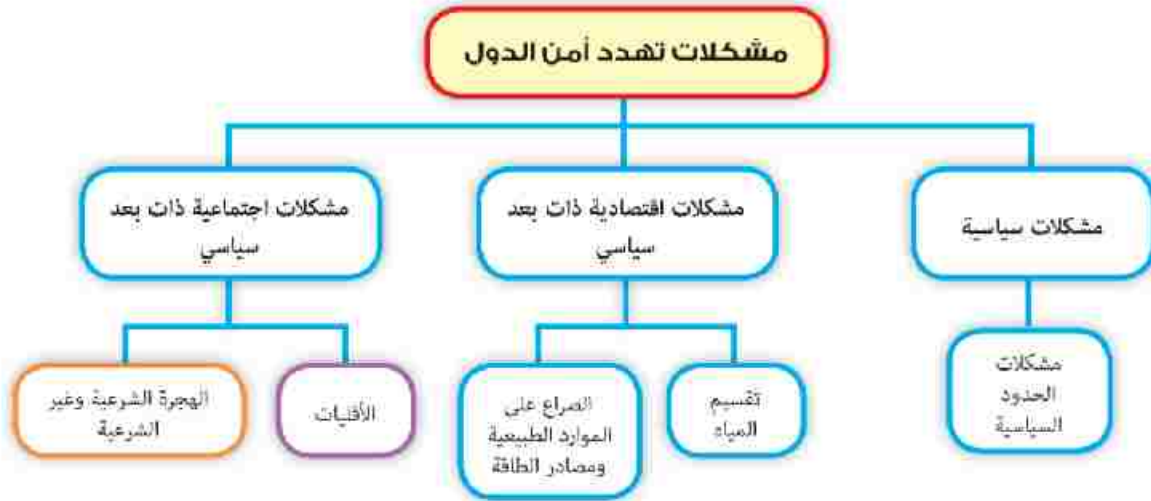 مشكلات تهدد أمن الدول
مشكلات سياسية
مشكلات اقتصادية ذات بعد
سياسي
مشكلات اجتماعية ذات بعد
سياسي
مشكلات
الحدود
السياسية
تقسيم
المياه
الصراع على
الموارد الطبيعية
ومصادر الطاقة
الأقليات
الهجرة الشرعية وغير
الشرعية